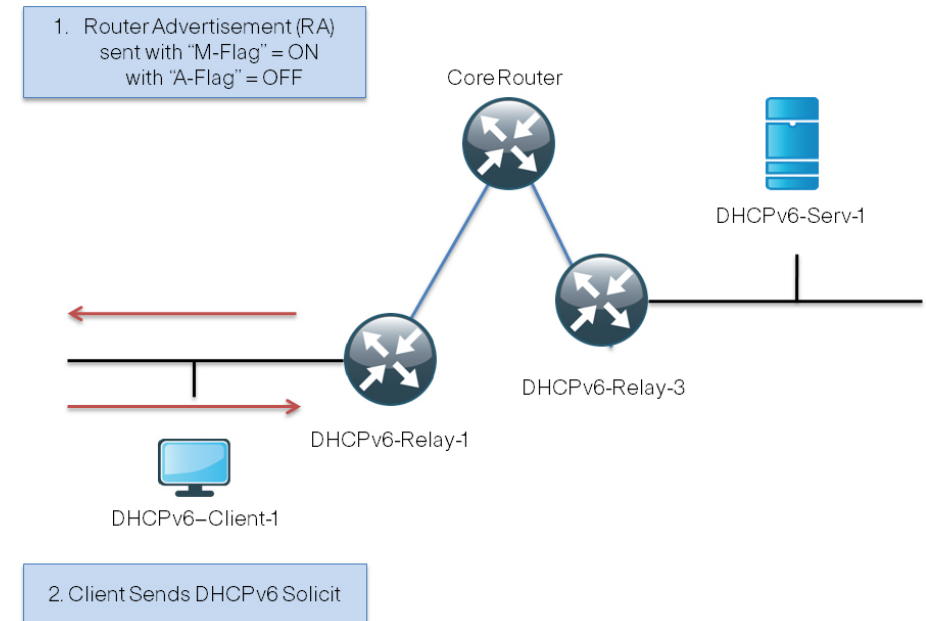 1. Router Advertisement (RA)
sent with “M-Flag” = ON
with “A-Flag” = OFF
Core Router
DHCPv6-Serv-1
DHCPv6-Relay-3
DHCPv6-Relay-1
DHCPv6–Client-1
2. Client Sends DHCPv6 Solicit